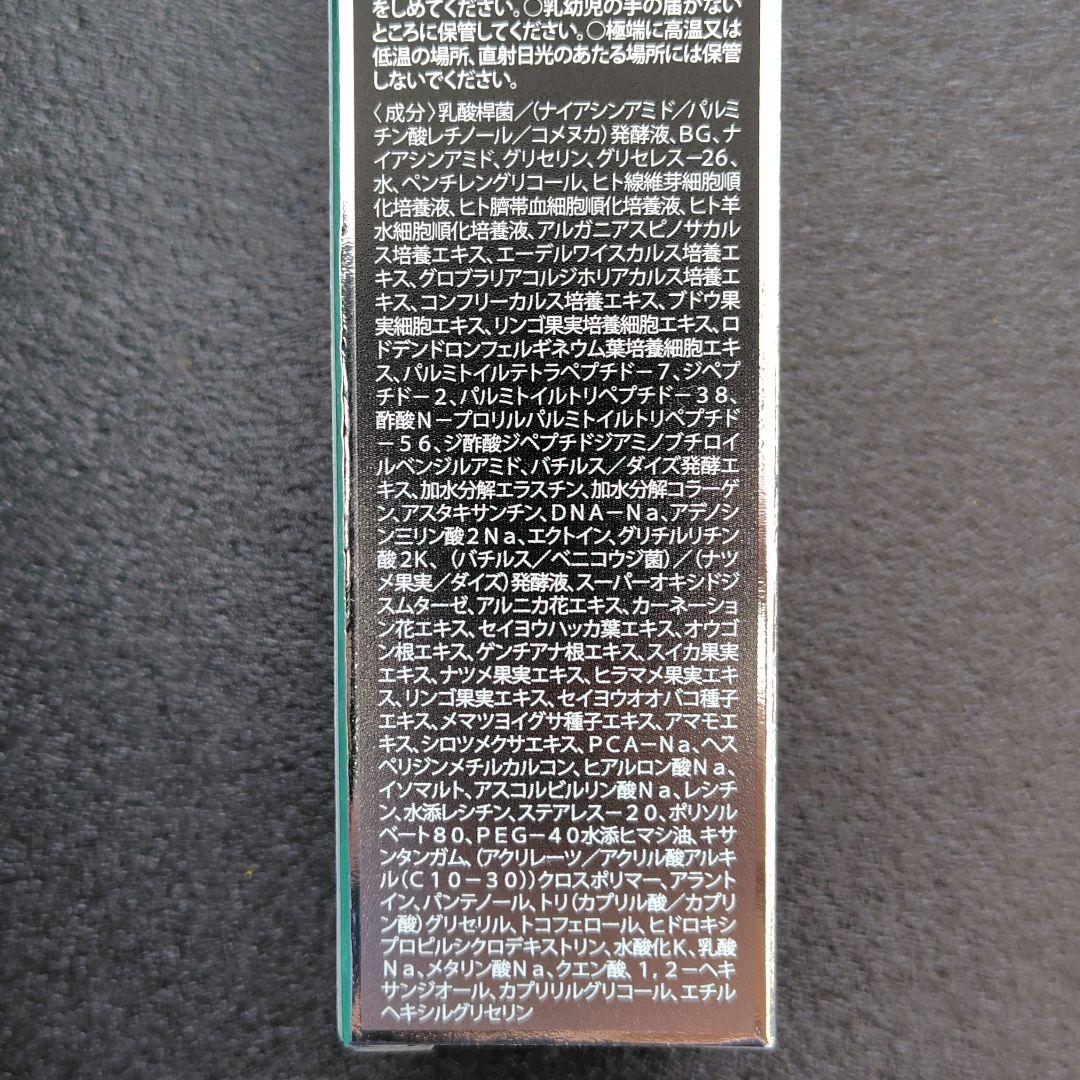 をしめてください。○乳幼児の手の届かない
ところに保管してください。○極端に高温又は
低温の場所、直射日光のあたる場所には保管
しないでください。
〈成分〉乳酸桿菌／（ナイアシンアミド／パルミ
チン酸レチノール／コメヌカ）発酵液、BG、ナ
イアシンアミド、グリセリン、グリセレス－26、
水、ペンチレングリコール、ヒト線維芽細胞順
化培養液、ヒト臍帯血細胞順化培養液、ヒト羊
水細胞順化培養液、アルガニアスピノサカル
ス培養エキス、エーデルワイスカルス培養エ
キス、グロブラリアコルジホリアカルス培養エ
キス、コンフリーカルス培養エキス、ブドウ果
実細胞エキス、リンゴ果実培養細胞エキス、ロ
ドデンドロンフェルギネウム葉培養細胞エキ
ス、パルミトイルテトラペプチド－７、ジペプ
チド－２、パルミトイルトリペプチド－３８、
酢酸Ｎ－プロリルパルミトイルトリペプチド
－５６、ジ酢酸ジペプチドジアミノブチロイ
ルベンジルアミド、バチルス／ダイズ発酵エ
キス、加水分解エラスチン、加水分解コラーゲ
ン、アスタキサンチン、ＤＮＡ－Ｎａ、アデノシ
ン三リン酸２Ｎａ、エクトイン、グリチルリチン
酸２Ｋ、（バチルス／ベニコウジ菌）／（ナツ
メ果実／ダイズ）発酵液、スーパーオキシドジ
スムターゼ、アルニカ花エキス、カーネーショ
ン花エキス、セイヨウハッカ葉エキス、オウゴ
ン根エキス、ゲンチアナ根エキス、スイカ果実
エキス、ナツメ果実エキス、ヒラマメ果実エキ
ス、リンゴ果実エキス、セイヨウオオバコ種子
エキス、メマツヨイグサ種子エキス、アマモエ
キス、シロツメクサエキス、ＰＣＡ－Ｎａ、ヘス
ペリジンメチルカルコン、ヒアルロン酸Ｎａ、
イソマルト、アスコルビルリン酸Ｎａ、レシチ
ン、水添レシチン、ステアレス－２０、ポリソル
ベート８０、ＰＥＧ－４０水添ヒマシ油、キサ
ンタンガム、（アクリレーツ／アクリル酸アルキ
ル（Ｃ１０－３０））クロスポリマー、アラント
イン、パンテノール、トリ（カプリル酸／カプリ
ン酸）グリセリル、トコフェロール、ヒドロキシ
プロピルシクロデキストリン、水酸化Ｋ、乳酸
Ｎａ、メタリン酸Ｎａ、クエン酸、１，２－ヘキ
サンジオール、カプリリルグリコール、エチル
ヘキシルグリセリン